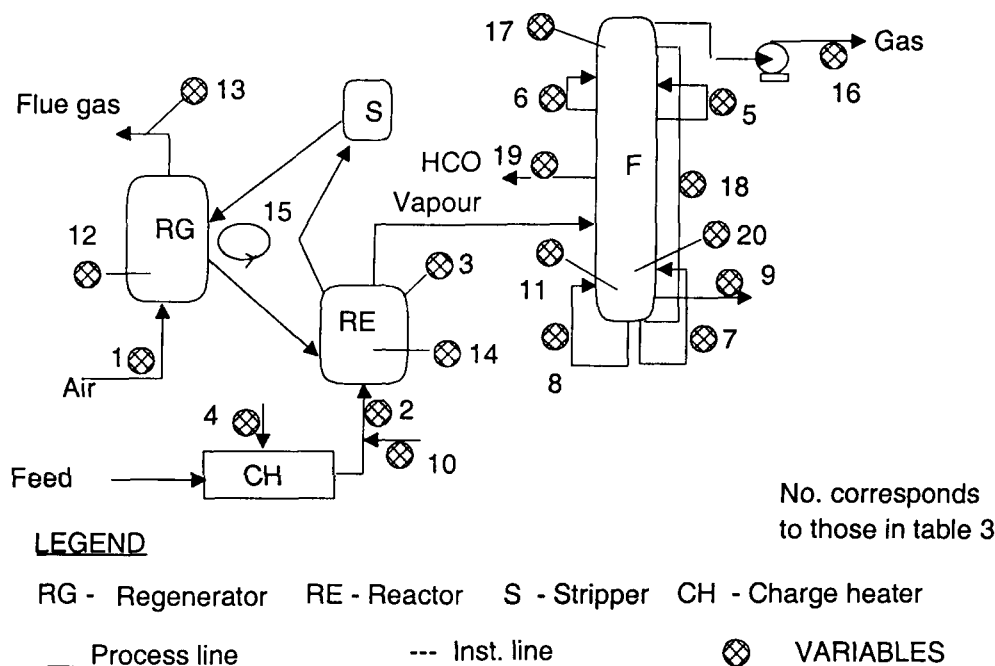 17
Gas
16
13
Flue gas
S
6
5
HCO 19
F
18
Vapour
15
RG
12
20
3
11
9
RE
14
7
8
1
Air
4
2
10
CH
Feed
No. corresponds
to those in table 3
LEGEND
RG - Regenerator RE - Reactor S - Stripper CH - Charge heater
Process line --- Inst. line VARIABLES